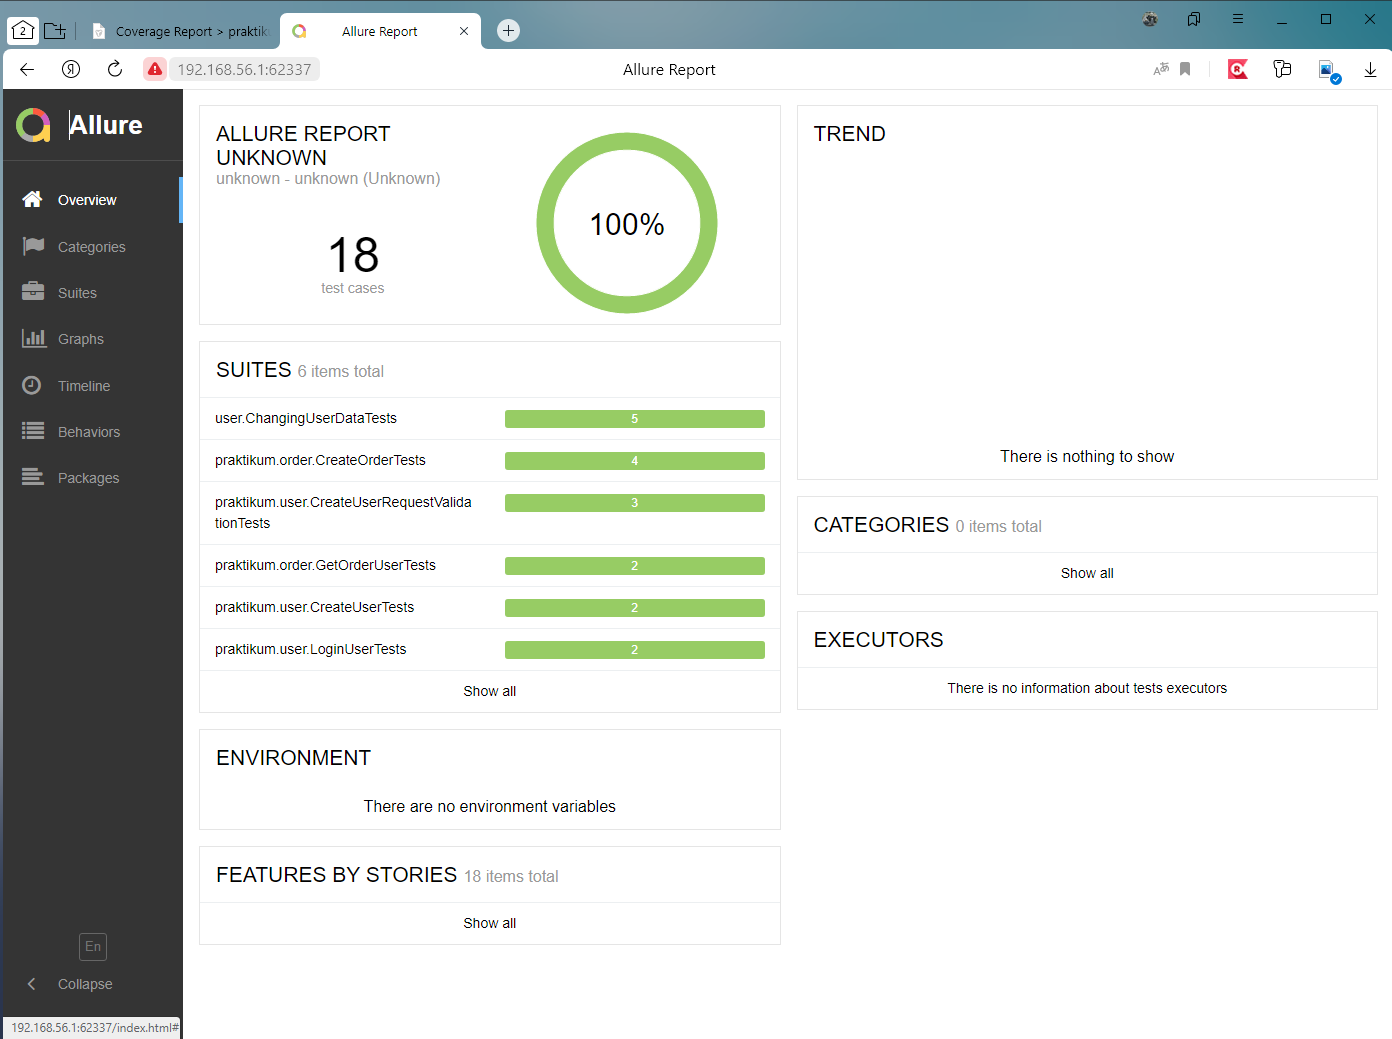 2
Coverage Report > praktik
Allure Report
Я
192.168.56.1:62337
Allure Report
Allure
Overview
Categories
Suites
Graphs
Timeline
Behaviors
Packages
En
Collapse
192.168.56.1:62337/index.html#
ALLURE REPORT
UNKNOWN
unknown - unknown (Unknown)
18
test cases
100%
SUITES 6 items total
user.ChangingUserDataTests 5
praktikum.order.CreateOrderTests 4
praktikum.user.CreateUserRequestValida 3
tionTests
praktikum.order.GetOrderUserTests 2
praktikum.user.CreateUserTests 2
praktikum.user.LoginUserTests 2
Show all
ENVIRONMENT
There are no environment variables
FEATURES BY STORIES 18 items total
Show all
TREND
There is nothing to show
CATEGORIES 0 items total
Show all
EXECUTORS
There is no information about tests executors